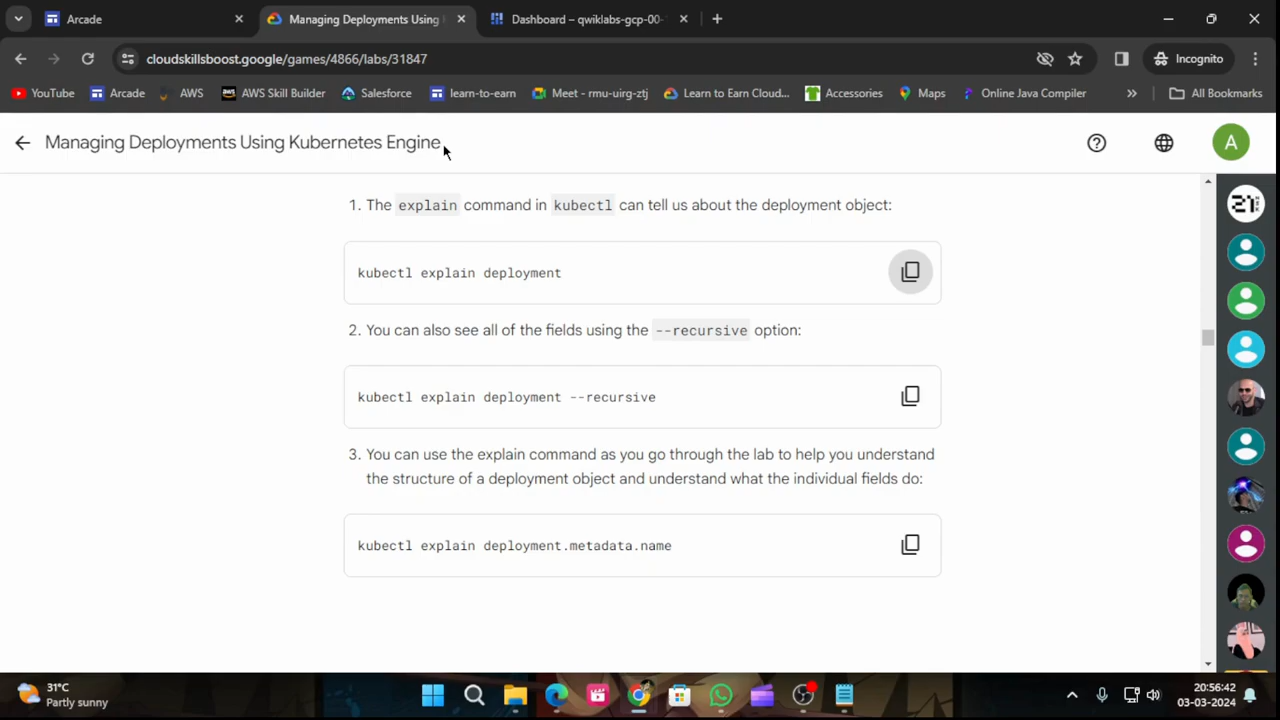 Arcade
Managing Deployments Using
Dashboard – qwiklabs-gcp-00-
cloudskillsboost.google/games/4866/labs/31847
Incognito
YouTube
Arcade
AWS
AWS Skill Builder
Salesforce
learn-to-earn
Meet - rmu-uirg-ztj
Learn to Earn Cloud...
Accessories
Maps
Online Java Compiler
»
All Bookmarks
Managing Deployments Using Kubernetes Engine
A
1. The explain command in kubectl can tell us about the deployment object:
kubectl explain deployment
2. You can also see all of the fields using the --recursive option:
kubectl explain deployment --recursive
3. You can use the explain command as you go through the lab to help you understand
the structure of a deployment object and understand what the individual fields do:
kubectl explain deployment.metadata.name
31°C
Partly sunny
20:56:42
03-03-2024